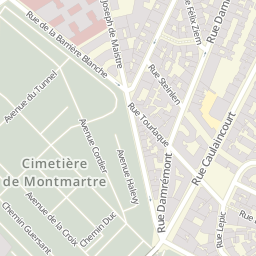 Rue de la Barrière Blanche
Joseph de Maistre
Rue Félix Ziem
Rue Dam
Rue Steinlen
Avenue du Tunnel
Rue Tourlaque
Rue Caulaincourt
Avenue Cordier
Avenue Halévy
Cimetière
de Montmartre
Rue Damrémont
Rue Lepic
Avenue de la Croix
Chemin Duc
Chemin Guersant